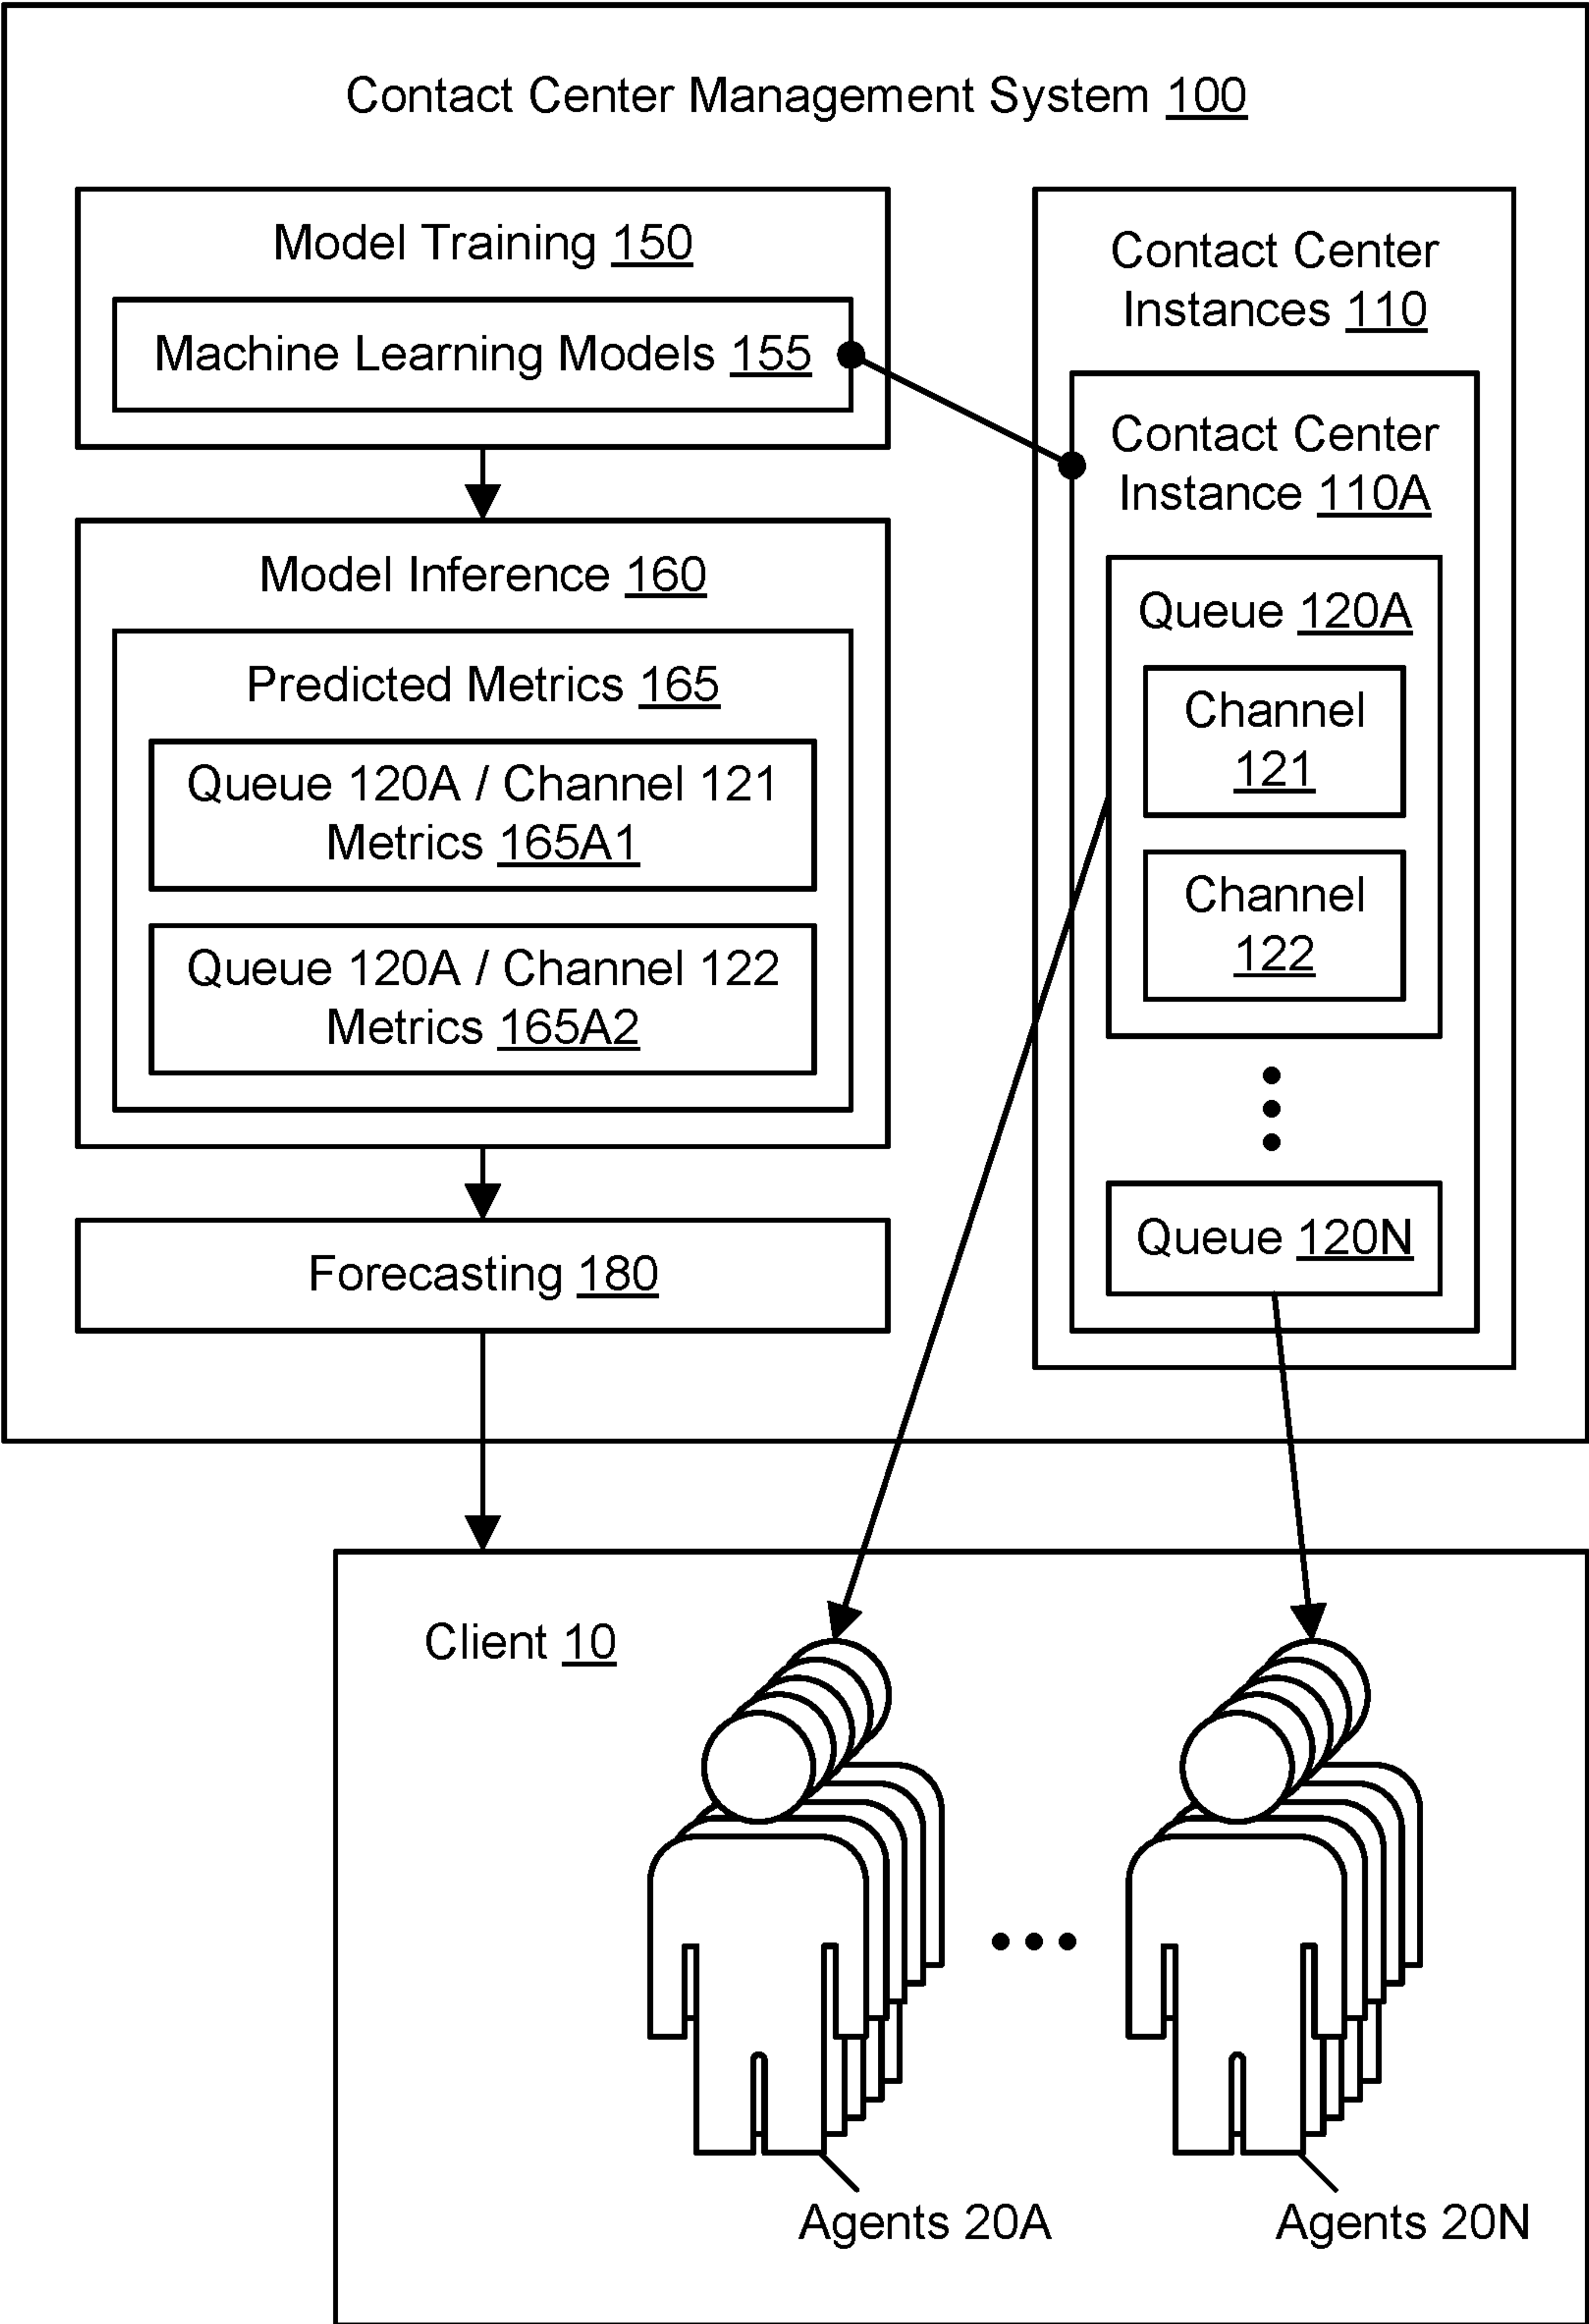 Contact Center Management System 100
Model Training 150
Machine Learning Models 155
Model Inference 160
Predicted Metrics 165
Queue 120A / Channel 121
Metrics 165A1
Queue 120A / Channel 122
Metrics 165A2
Forecasting 180
Contact Center
Instances 110
Contact Center
Instance 110A
Queue 120A
Channel
121
Channel
122
Queue 120N
Client 10
Agents 20A
Agents 20N